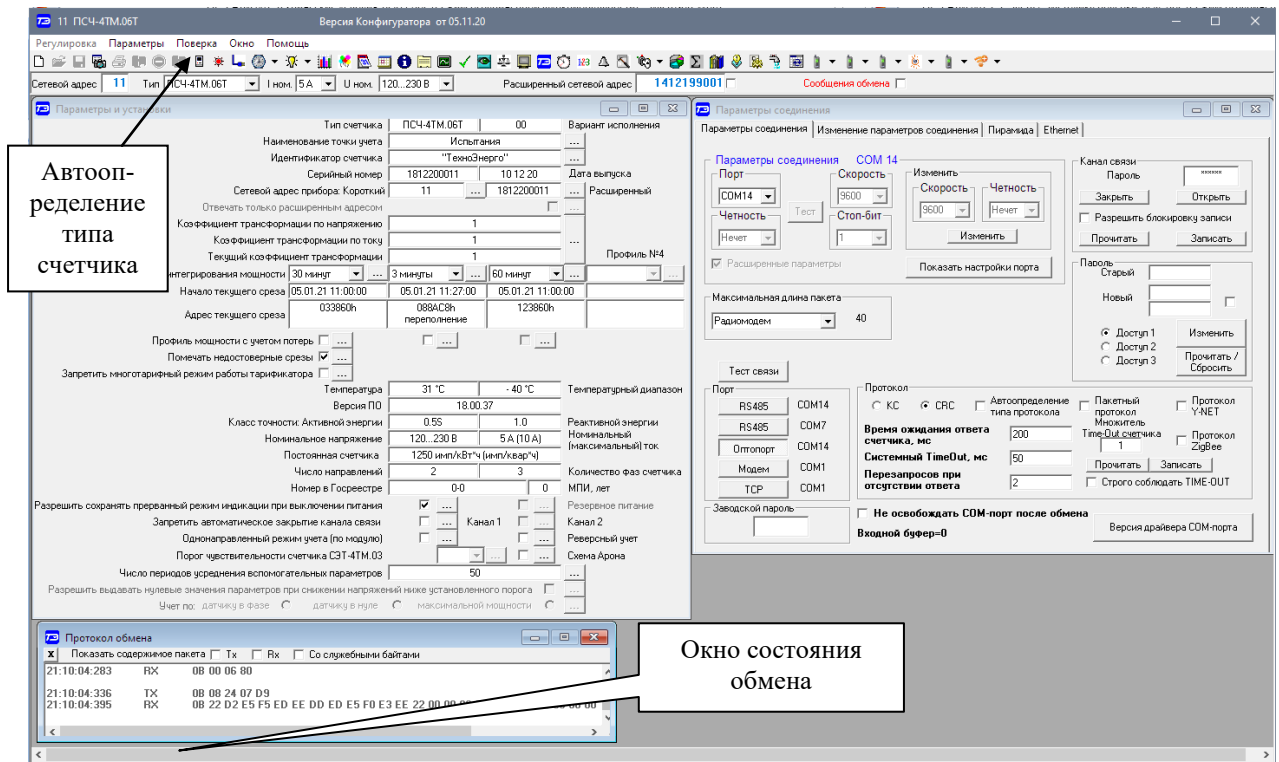 11 ПСЧ-4ТМ.06Т Версия Конфигуратора от 05.11.20
Регулировка Параметры Поверка Окно Помощь
Сетевой адрес 11 Тип ПСЧ-4ТМ.06Т I ном. 5 А U ном. 120...230 В Расширенный сетевой адрес 1412199001 Сообщения обмена
Параметры и установки
Тип счетчика ПСЧ-4ТМ.06Т 00 Вариант исполнения
Наименование точки учета Испытания ...
Идентификатор счетчика "ТехноЭнерго" ...
Серийный номер 1812200011 10 12 20 Дата выпуска
Сетевой адрес прибора: Короткий 11 ... 1812200011 ... Расширенный
Отвечать только расширенным адресом ...
Коэффициент трансформации по напряжению 1
Коэффициент трансформации по току 1 ...
Текущий коэффициент трансформации 1 Профиль №4
интегрирования мощности 30 минут ... 3 минуты ... 60 минут ... ...
Начало текущего среза 05.01.21 11:00:00 05.01.21 11:27:00 05.01.21 11:00:00
Адрес текущего среза 033860h 088AC8h переполнение 123860h
Профиль мощности с учетом потерь ... ... ...
Помечать недостоверные срезы ...
Запретить многотарифный режим работы тарификатора ...
Температура 31 °С - 40 °С Температурный диапазон
Версия ПО 18.00.37
Класс точности: Активной энергии 0.5S 1.0 Реактивной энергии
Номинальное напряжение 120...230 В 5 А (10 А) Номинальный (максимальный) ток
Постоянная счетчика 1250 имп/кВт*ч (имп/квар*ч)
Число направлений 2 3 Количество фаз счетчика
Номер в Госреестре 0-0 0 МПИ, лет
Разрешить сохранять прерванный режим индикации при выключении питания ... ... Резервное питание
Запретить автоматическое закрытие канала связи ... Канал 1 ... Канал 2
Однонаправленный режим учета (по модулю) ... ... Реверсный учет
Порог чувствительности счетчика СЭТ-4ТМ.03 ... ... Схема Арона
Число периодов усреднения вспомогательных параметров 50 ...
Разрешить выдавать нулевые значения параметров при снижении напряжений ниже установленного порога ...
Учет по: датчику в фазе датчику в нуле максимальной мощности ...
Автооп-
ределение
типа
счетчика
Параметры соединения
Параметры соединения Изменение параметров соединения Пирамида Ethernet
Параметры соединения COM 14
Порт Скорость
COM14 9600
Четность Тест Стоп-бит
Нечет 1
Изменить
Скорость Четность
9600 Нечет
Изменить
Расширенные параметры Показать настройки порта
Канал связи
Пароль ******
Закрыть Открыть
Разрешить блокировку записи
Прочитать Записать
Максимальная длина пакета
Радиомодем 40
Пароль
Старый
Новый
Доступ 1 Изменить
Доступ 2
Доступ 3 Прочитать / Сбросить
Тест связи
Порт
RS485 COM14
RS485 COM7
Оптопорт COM14
Модем COM1
TCP COM1
Протокол
КС CRC Автоопределение типа протокола Пакетный протокол Протокол Y-NET
Время ожидания ответа счетчика, мс 200
Множитель Time-Out счетчика 1 Протокол ZigBee
Системный TimeOut, мс 50 Прочитать Записать
Перезапросов при отсутствии ответа 2 Строго соблюдать TIME-OUT
Заводской пароль
Не освобождать COM-порт после обмена
Входной буфер=0 Версия драйвера COM-порта
Протокол обмена
x Показать содержимое пакета Tx Rx Со служебными байтами
21:10:04:283 RX 0B 00 06 80
21:10:04:336 TX 0B 08 24 07 D9
21:10:04:395 RX 0B 22 D2 E5 F5 ED EE DD ED E5 F0 E3 EE 22 00 00
Окно состояния
обмена